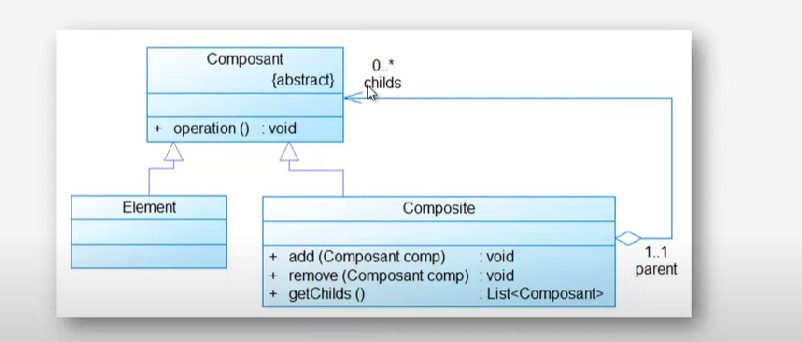 Composant
{abstract}
0..*
childs
+ operation () : void
Element
Composite
+ add (Composant comp) : void
+ remove (Composant comp) : void
+ getChilds () : List<Composant>
1..1
parent